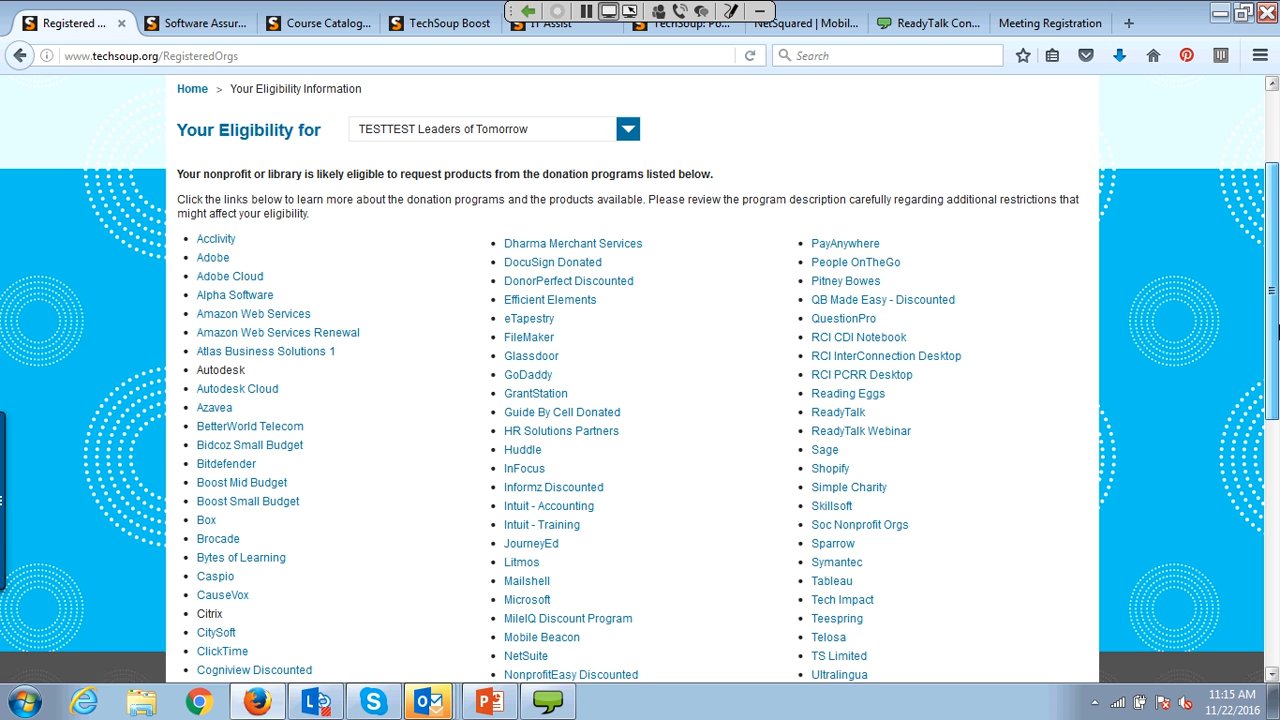 Registered ...
Software Assur...
Course Catalog...
TechSoup Boost
IT Assist
TechSoup: Po...
NetSquared | Mobil...
ReadyTalk Con...
Meeting Registration
www.techsoup.org/RegisteredOrgs
Search
Home > Your Eligibility Information
Your Eligibility for
TESTTEST Leaders of Tomorrow
Your nonprofit or library is likely eligible to request products from the donation programs listed below.
Click the links below to learn more about the donation programs and the products available. Please review the program description carefully regarding additional restrictions that
might affect your eligibility.
Acclivity
Adobe
Adobe Cloud
Alpha Software
Amazon Web Services
Amazon Web Services Renewal
Atlas Business Solutions 1
Autodesk
Autodesk Cloud
Azavea
BetterWorld Telecom
Bidcoz Small Budget
Bitdefender
Boost Mid Budget
Boost Small Budget
Box
Brocade
Bytes of Learning
Caspio
CauseVox
Citrix
CitySoft
ClickTime
Cogniview Discounted
Dharma Merchant Services
DocuSign Donated
DonorPerfect Discounted
Efficient Elements
eTapestry
FileMaker
Glassdoor
GoDaddy
GrantStation
Guide By Cell Donated
HR Solutions Partners
Huddle
InFocus
Informz Discounted
Intuit - Accounting
Intuit - Training
JourneyEd
Litmos
Mailshell
Microsoft
MileIQ Discount Program
Mobile Beacon
NetSuite
NonprofitEasy Discounted
PayAnywhere
People OnTheGo
Pitney Bowes
QB Made Easy - Discounted
QuestionPro
RCI CDI Notebook
RCI InterConnection Desktop
RCI PCRR Desktop
Reading Eggs
ReadyTalk
ReadyTalk Webinar
Sage
Shopify
Simple Charity
Skillsoft
Soc Nonprofit Orgs
Sparrow
Symantec
Tableau
Tech Impact
Teespring
Telosa
TS Limited
Ultralingua
11:15 AM
11/22/2016